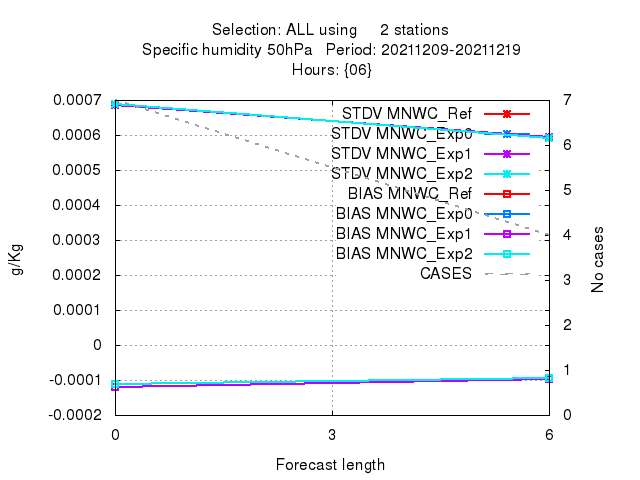 Selection: ALL using 2 stations
Specific humidity 50hPa Period: 20211209-20211219
Hours: {06}
0.0007
0.0006
0.0005
0.0004
0.0003
0.0002
0.0001
0
-0.0001
-0.0002
g/Kg
STDV MNWC_Ref
STDV MNWC_Exp0
STDV MNWC_Exp1
STDV MNWC_Exp2
BIAS MNWC_Ref
BIAS MNWC_Exp0
BIAS MNWC_Exp1
BIAS MNWC_Exp2
CASES
7
6
5
4
3
2
1
0
No cases
0 3 6
Forecast length